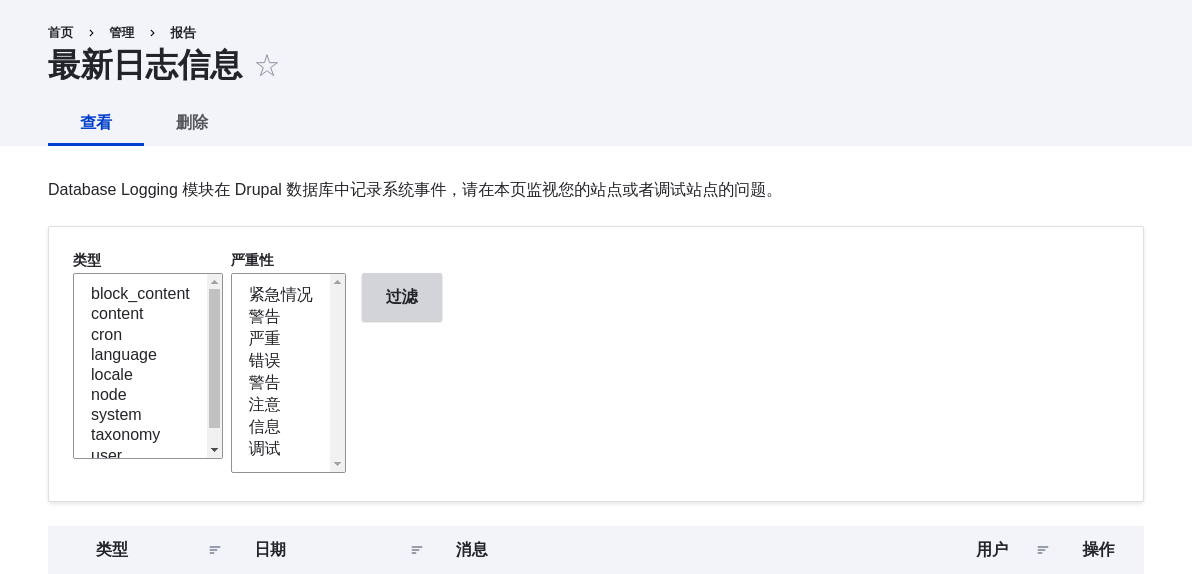 首页 › 管理 › 报告
最新日志信息 ☆
查看 删除
Database Logging 模块在 Drupal 数据库中记录系统事件，请在本页监视您的站点或者调试站点的问题。
类型
block_content
content
cron
language
locale
node
system
taxonomy
user
严重性
紧急情况
警告
严重
错误
警告
注意
信息
调试
过滤
类型 日期 消息 用户 操作